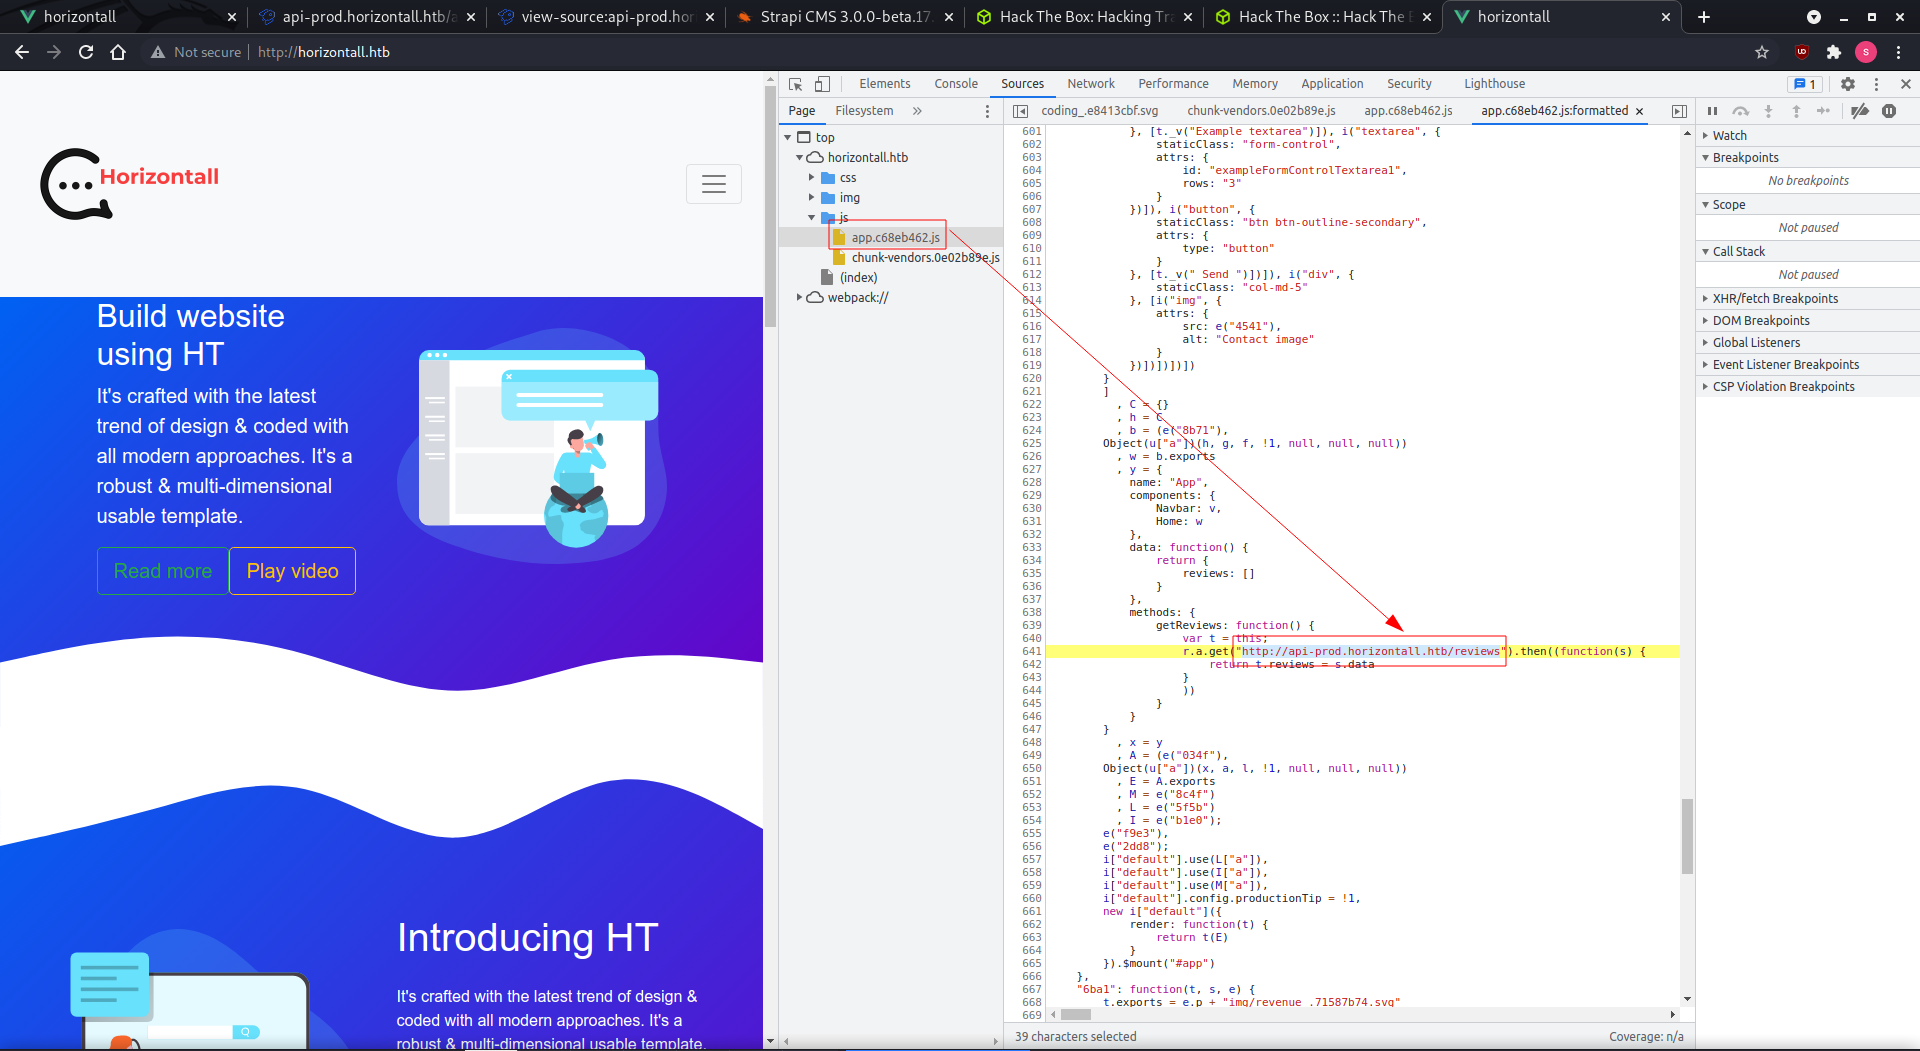 horizontall
api-prod.horizontall.htb/a
view-source:api-prod.hor
Strapi CMS 3.0.0-beta.17.
Hack The Box: Hacking Tra
Hack The Box :: Hack The B
horizontall
Not secure
http://horizontall.htb
S
Horizontall
Build website
using HT
It's crafted with the latest
trend of design & coded with
all modern approaches. It's a
robust & multi-dimensional
usable template.
Read more
Play video
Introducing HT
It's crafted with the latest trend of design &
coded with all modern approaches. It's a
robust & multi-dimensional usable template.
Elements
Console
Sources
Network
Performance
Memory
Application
Security
Lighthouse
1
Page
Filesystem
»
top
horizontall.htb
css
img
js
app.c68eb462.js
chunk-vendors.0e02b89e.js
(index)
webpack://
coding_.e8413cbf.svg
chunk-vendors.0e02b89e.js
app.c68eb462.js
app.c68eb462.js:formatted
601 }, [t._v("Example textarea")]), i("textarea", {
602 staticClass: "form-control",
603 attrs: {
604 id: "exampleFormControlTextarea1",
605 rows: "3"
606 }
607 })]), i("button", {
608 staticClass: "btn btn-outline-secondary",
609 attrs: {
610 type: "button"
611 }
612 }, [t._v(" Send ")])]), i("div", {
613 staticClass: "col-md-5"
614 }, [i("img", {
615 attrs: {
616 src: e("4541"),
617 alt: "Contact image"
618 }
619 })])])])])
620 }
621 ]
622 , C = {}
623 , h = C
624 , b = (e("8b71"),
625 Object(u["a"])(h, g, f, !1, null, null, null))
626 , w = b.exports
627 , y = {
628 name: "App",
629 components: {
630 Navbar: v,
631 Home: w
632 },
633 data: function() {
634 return {
635 reviews: []
636 }
637 },
638 methods: {
639 getReviews: function() {
640 var t = this;
641 r.a.get("http://api-prod.horizontall.htb/reviews").then((function(s) {
642 return t.reviews = s.data
643 }
644 ))
645 }
646 }
647 }
648 , x = y
649 , A = (e("034f"),
650 Object(u["a"])(x, a, l, !1, null, null, null))
651 , E = A.exports
652 , M = e("8c4f")
653 , L = e("5f5b")
654 , I = e("b1e0");
655 e("f9e3"),
656 e("2dd8");
657 i["default"].use(L["a"]),
658 i["default"].use(I["a"]),
659 i["default"].use(M["a"]),
660 i["default"].config.productionTip = !1,
661 new i["default"]({
662 render: function(t) {
663 return t(E)
664 }
665 }).$mount("#app")
666 },
667 "6ba1": function(t, s, e) {
668 t.exports = e.p + "img/revenue_.71587b74.svg"
669
39 characters selected
Coverage: n/a
Watch
Breakpoints
No breakpoints
Scope
Not paused
Call Stack
Not paused
XHR/fetch Breakpoints
DOM Breakpoints
Global Listeners
Event Listener Breakpoints
CSP Violation Breakpoints